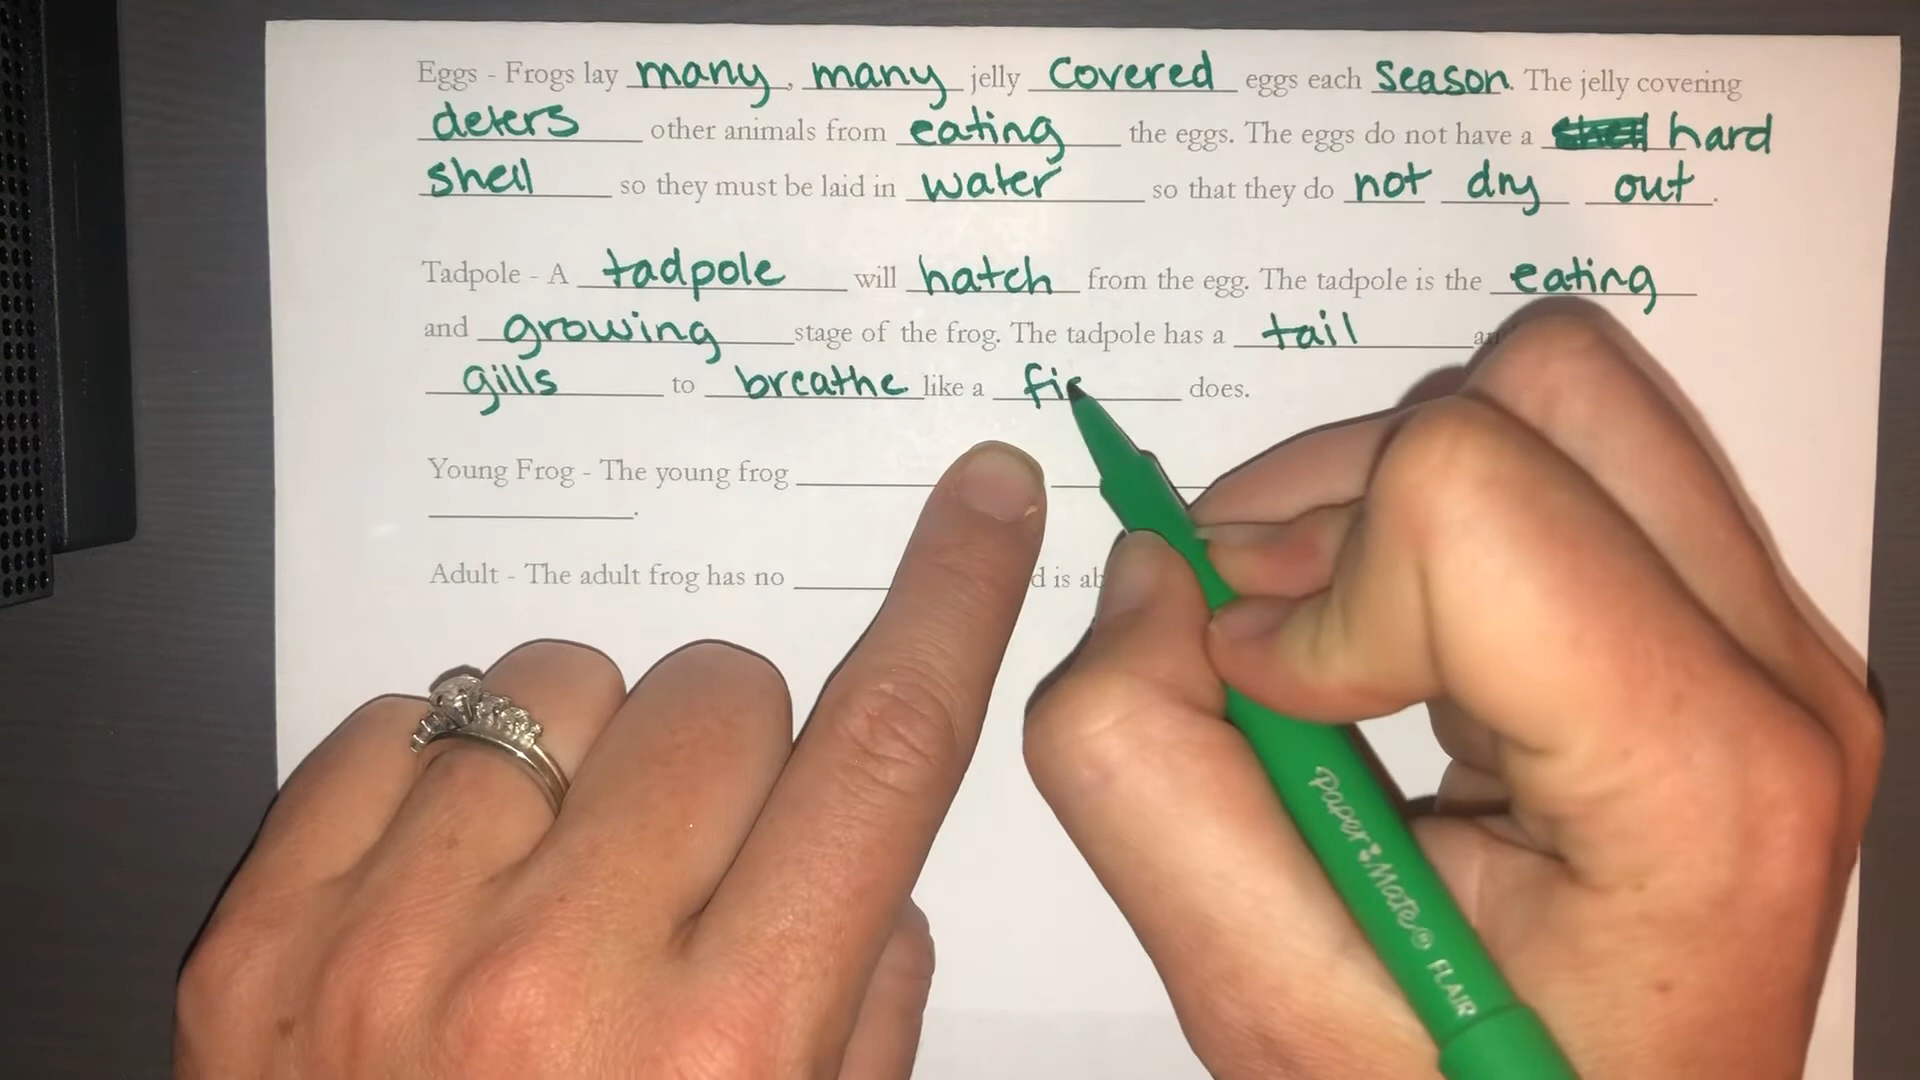 Eggs - Frogs lay many, many jelly covered eggs each season. The jelly covering
deters other animals from eating the eggs. The eggs do not have a hard
shell so they must be laid in water so that they do not dry out.
Tadpole - A tadpole will hatch from the egg. The tadpole is the eating
and growing stage of the frog. The tadpole has a tail
gills to breathe like a fis does.
Young Frog - The young frog
Adult - The adult frog has no is
Paper Mate FLAIR